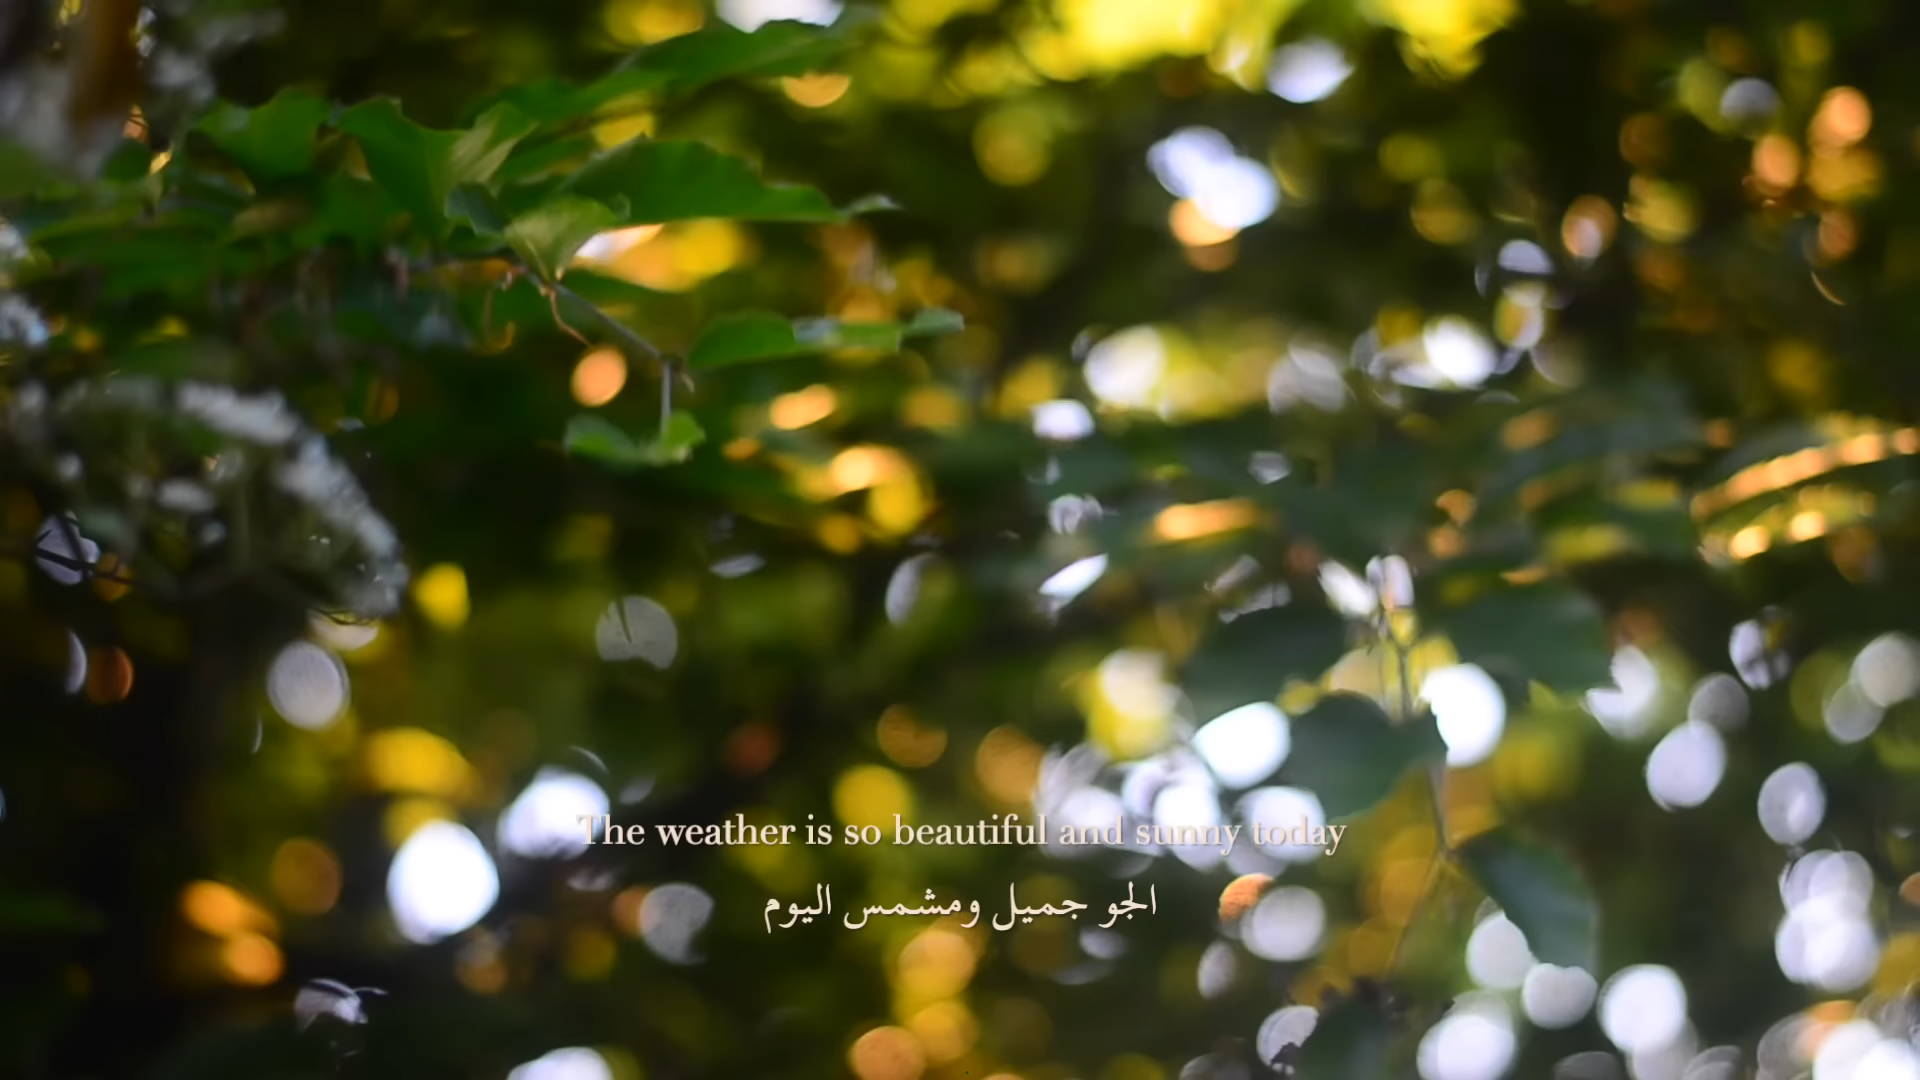 The weather is so beautiful and sunny today
الجو جميل ومشمس اليوم